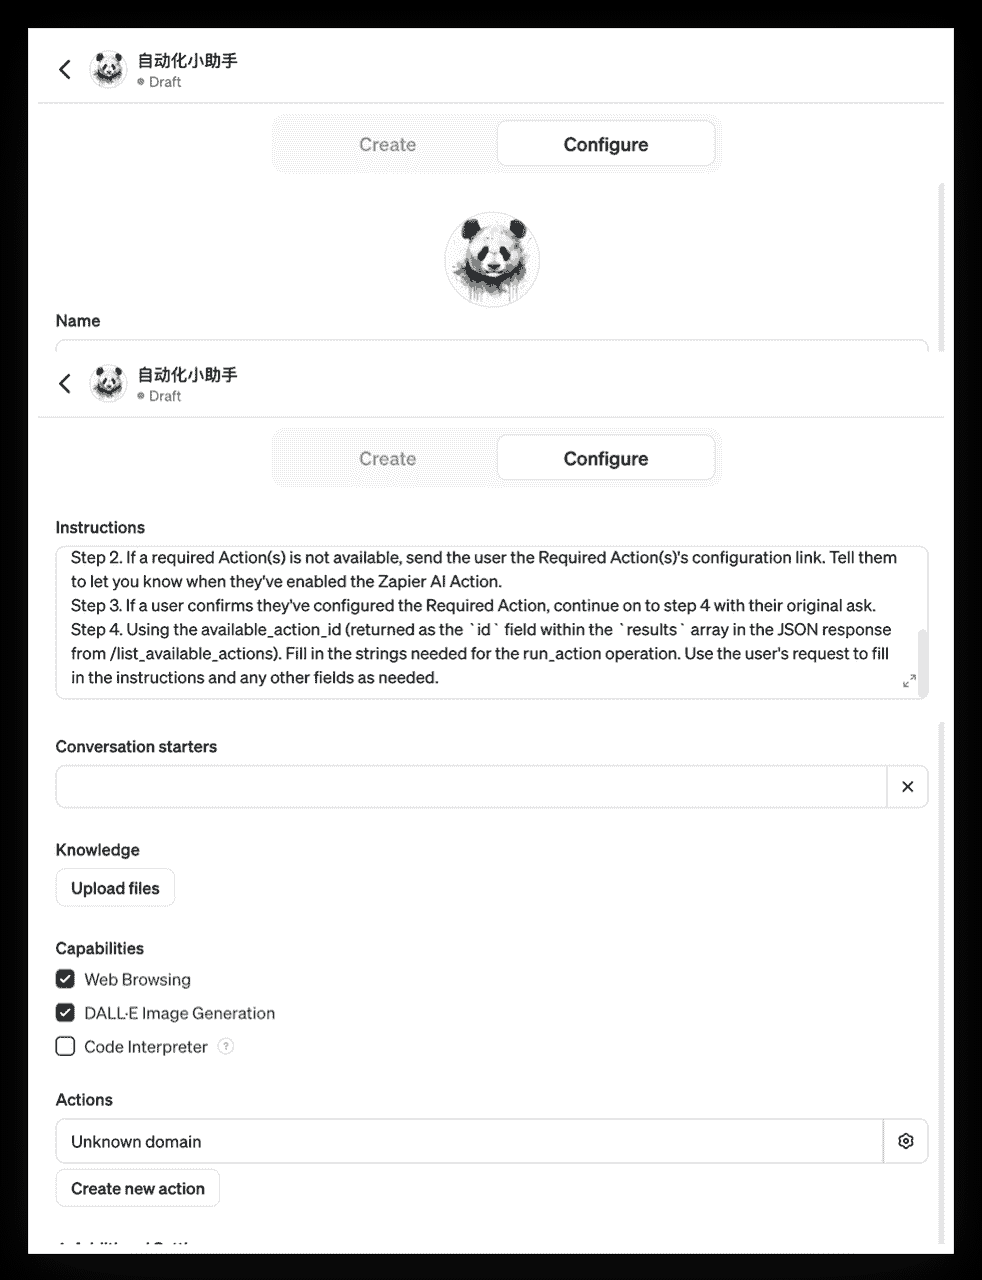 自动化小助手
Draft
Create
Configure
Name
自动化小助手
Draft
Create
Configure
Instructions
Step 2. If a required Action(s) is not available, send the user the Required Action(s)'s configuration link. Tell them
to let you know when they've enabled the Zapier AI Action.
Step 3. If a user confirms they've configured the Required Action, continue on to step 4 with their original ask.
Step 4. Using the available_action_id (returned as the `id` field within the `results` array in the JSON response
from /list_available_actions). Fill in the strings needed for the run_action operation. Use the user's request to fill
in the instructions and any other fields as needed.
Conversation starters
Knowledge
Upload files
Capabilities
Web Browsing
DALL·E Image Generation
Code Interpreter ?
Actions
Unknown domain
Create new action